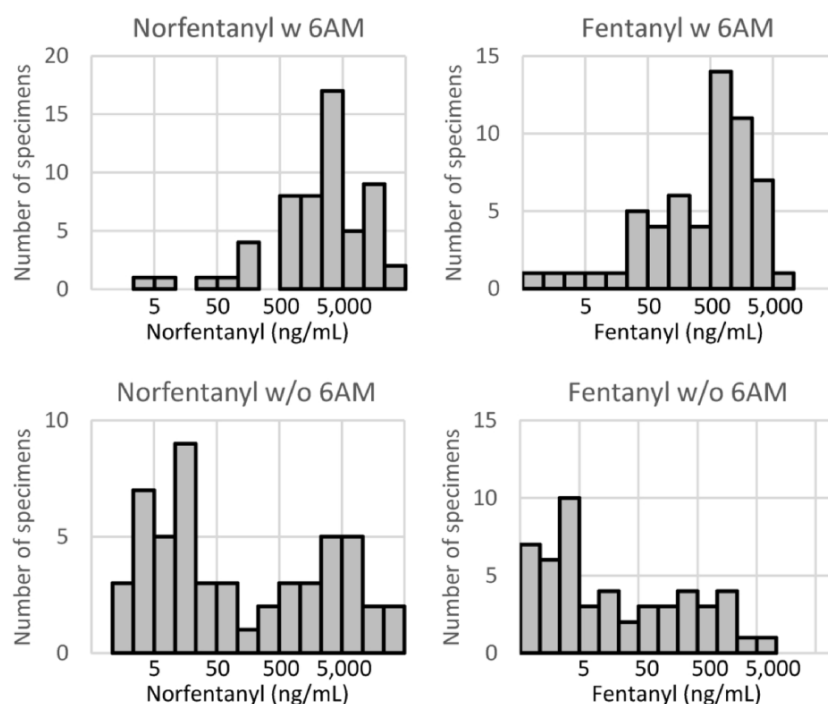 Norfentanyl w 6AM
Number of specimens
20
15
10
5
0
5 50 500 5,000
Norfentanyl (ng/mL)
Fentanyl w 6AM
Number of specimens
15
10
5
0
5 50 500 5,000
Fentanyl (ng/mL)
Norfentanyl w/o 6AM
Number of specimens
10
5
0
5 50 500 5,000
Norfentanyl (ng/mL)
Fentanyl w/o 6AM
Number of specimens
15
10
5
0
5 50 500 5,000
Fentanyl (ng/mL)